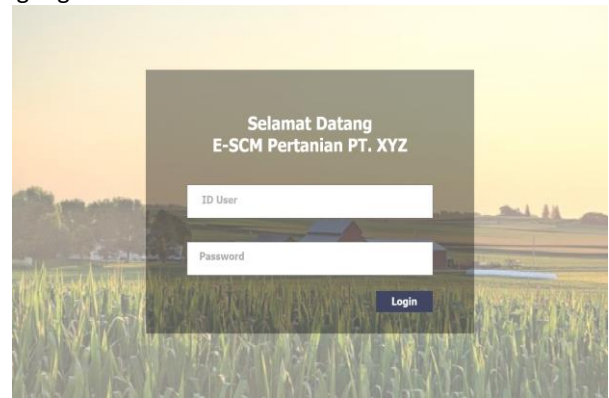 Selamat Datang
E-SCM Pertanian PT. XYZ
ID User
Password
Login